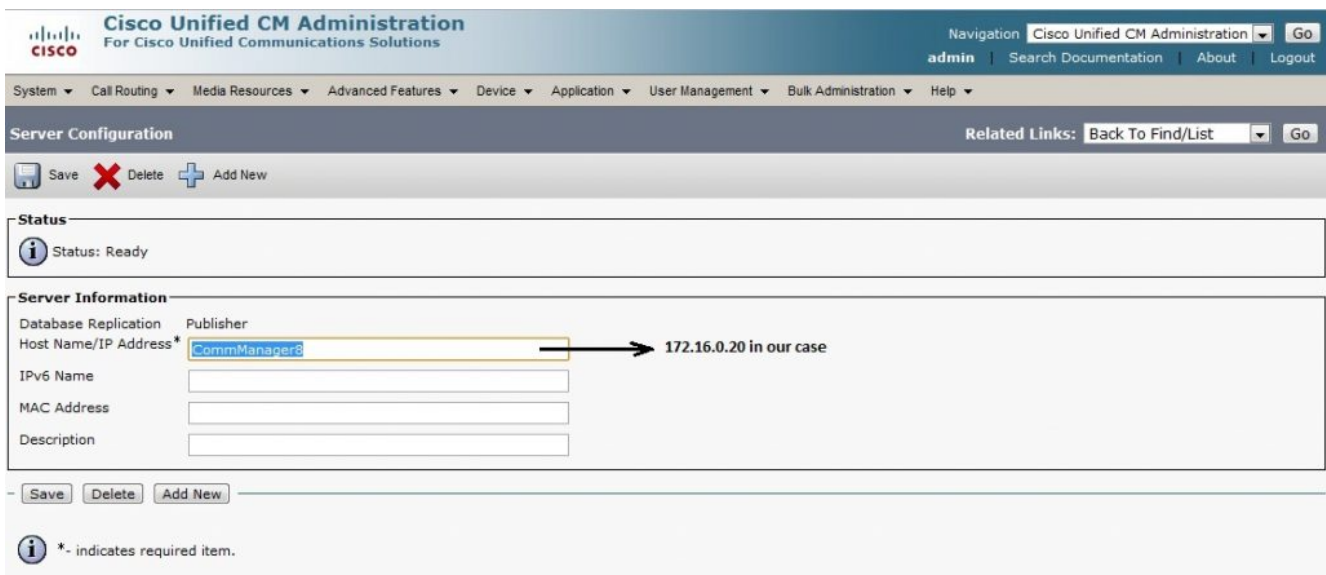 Cisco Unified CM Administration
For Cisco Unified Communications Solutions
CISCO
Navigation Cisco Unified CM Administration Go
admin | Search Documentation | About | Logout
System Call Routing Media Resources Advanced Features Device Application User Management Bulk Administration Help
Server Configuration
Related Links: Back To Find/List Go
Save Delete Add New
Status
Status: Ready
Server Information
Database Replication Publisher
Host Name/IP Address* CommManager8 172.16.0.20 in our case
IPv6 Name
MAC Address
Description
Save Delete Add New
*- indicates required item.